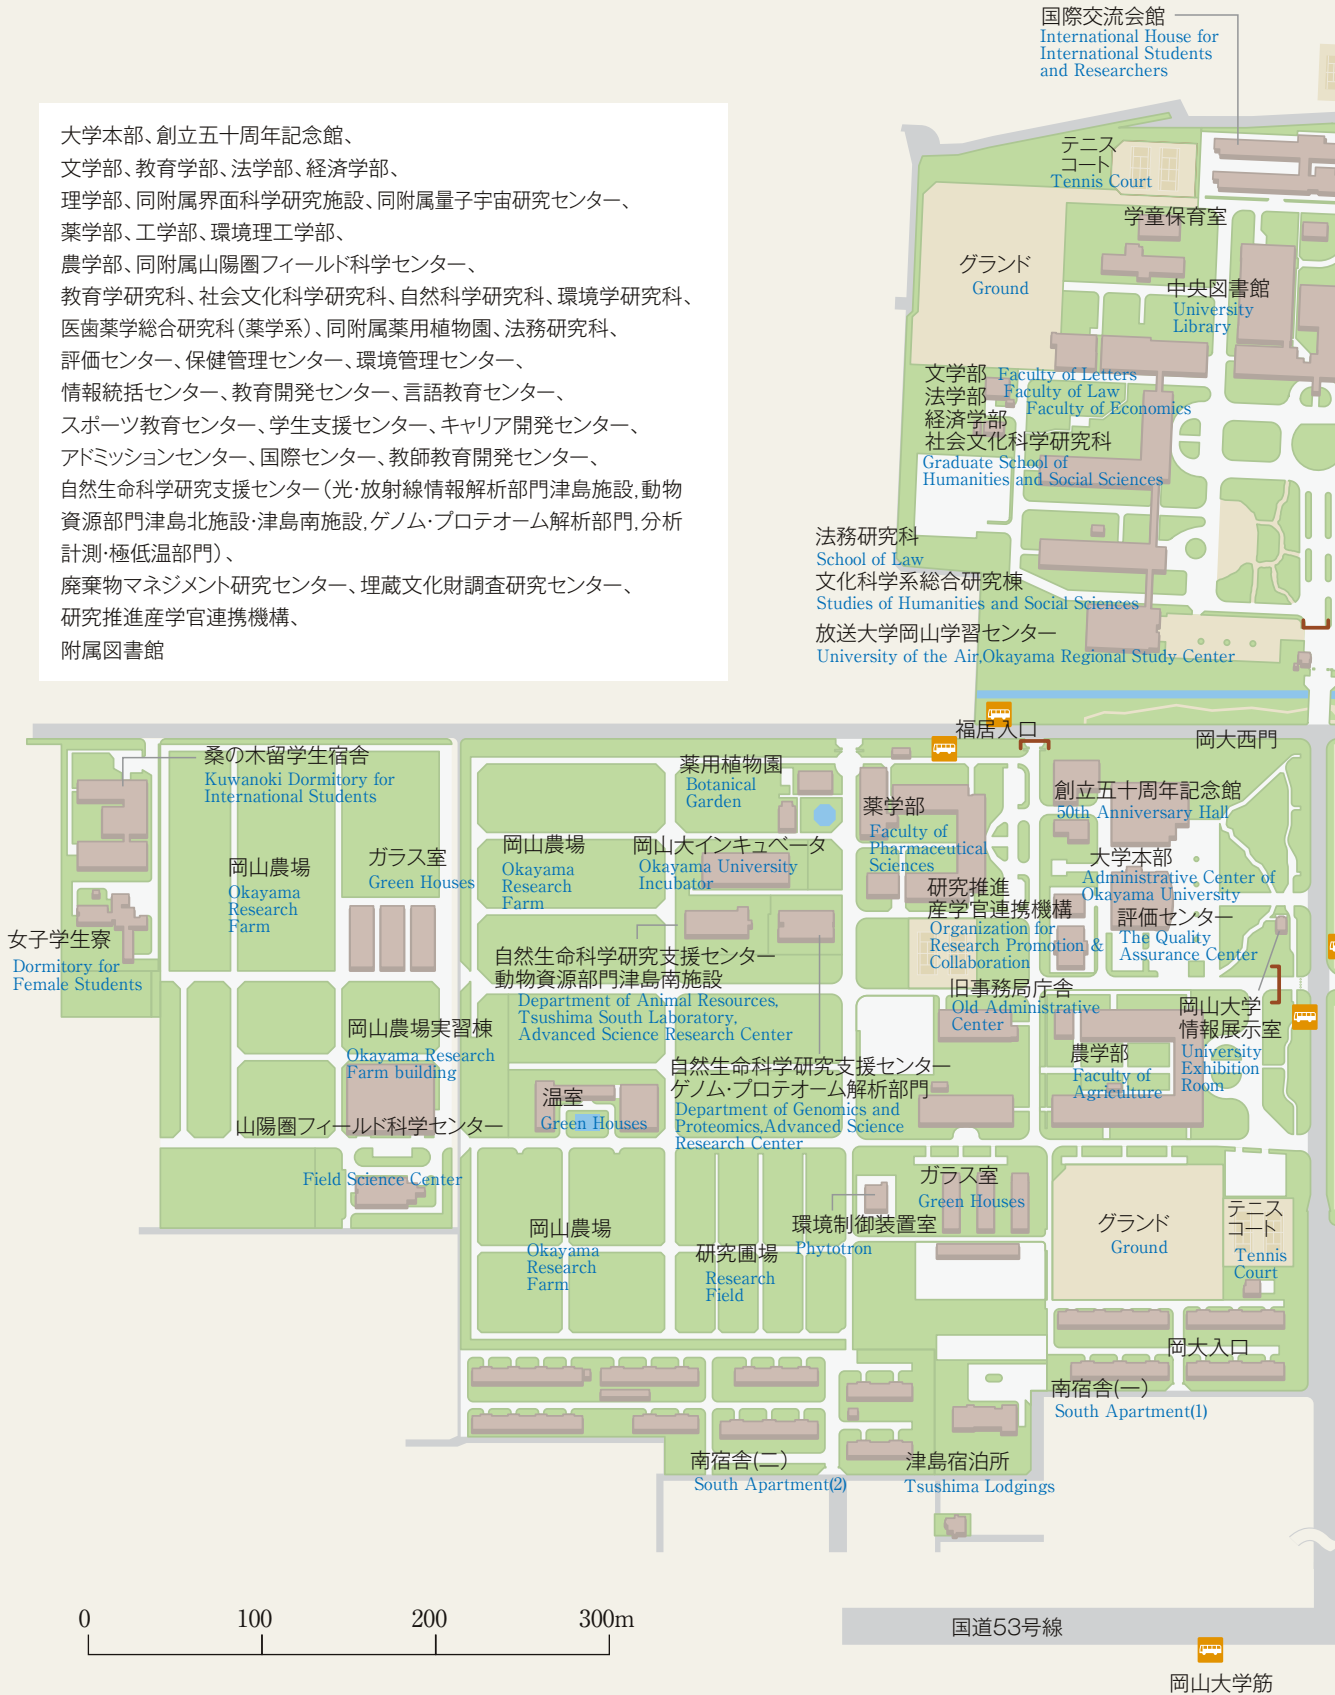 国際交流会館
International House for
International Students
and Researchers
大学本部、創立五十周年記念館、
文学部、教育学部、法学部、経済学部、
理学部、同附属界面科学研究施設、同附属量子宇宙研究センター、
薬学部、工学部、環境理工学部、
農学部、同附属山陽圏フィールド科学センター、
教育学研究科、社会文化科学研究科、自然科学研究科、環境学研究科、
医歯薬学総合研究科(薬学系)、同附属薬用植物園、法務研究科、
評価センター、保健管理センター、環境管理センター、
情報統括センター、教育開発センター、言語教育センター、
スポーツ教育センター、学生支援センター、キャリア開発センター、
アドミッションセンター、国際センター、教師教育開発センター、
自然生命科学研究支援センター(光・放射線情報解析部門津島施設,動物
資源部門津島北施設・津島南施設,ゲノム・プロテオーム解析部門,分析
計測・極低温部門)、
廃棄物マネジメント研究センター、埋蔵文化財調査研究センター、
研究推進産学官連携機構、
附属図書館
テニス
コート
Tennis Court
学童保育室
グランド
Ground
中央図書館
University
Library
文学部 Faculty of Letters
法学部 Faculty of Law
経済学部 Faculty of Economics
社会文化科学研究科
Graduate School of
Humanities and Social Sciences
法務研究科
School of Law
文化科学系総合研究棟
Studies of Humanities and Social Sciences
放送大学岡山学習センター
University of the Air,Okayama Regional Study Center
福居入口
岡大西門
桑の木留学生宿舎
Kuwanoki Dormitory for
International Students
薬用植物園
Botanical
Garden
薬学部
Faculty of
Pharmaceutical
Sciences
創立五十周年記念館
50th Anniversary Hall
岡山農場
Okayama
Research
Farm
ガラス室
Green Houses
岡山農場
Okayama
Research
Farm
岡山大インキュベータ
Okayama University
Incubator
大学本部
Administrative Center of
Okayama University
研究推進
産学官連携機構
Organization for
Research Promotion &
Collaboration
評価センター
The Quality
Assurance Center
女子学生寮
Dormitory for
Female Students
自然生命科学研究支援センター
動物資源部門津島南施設
Department of Animal Resources,
Tsushima South Laboratory,
Advanced Science Research Center
旧事務局庁舎
Old Administrative
Center
岡山大学
情報展示室
University
Exhibition
Room
岡山農場実習棟
Okayama Research
Farm building
農学部
Faculty of
Agriculture
自然生命科学研究支援センター
ゲノム・プロテオーム解析部門
Department of Genomics and
Proteomics,Advanced Science
Research Center
温室
Green Houses
山陽圏フィールド科学センター
Field Science Center
ガラス室
Green Houses
環境制御装置室
Phytotron
グランド
Ground
テニス
コート
Tennis
Court
岡山農場
Okayama
Research
Farm
研究圃場
Research
Field
岡大入口
南宿舎(一)
South Apartment(1)
南宿舎(二)
South Apartment(2)
津島宿泊所
Tsushima Lodgings
0 100 200 300m
国道53号線
岡山大学筋